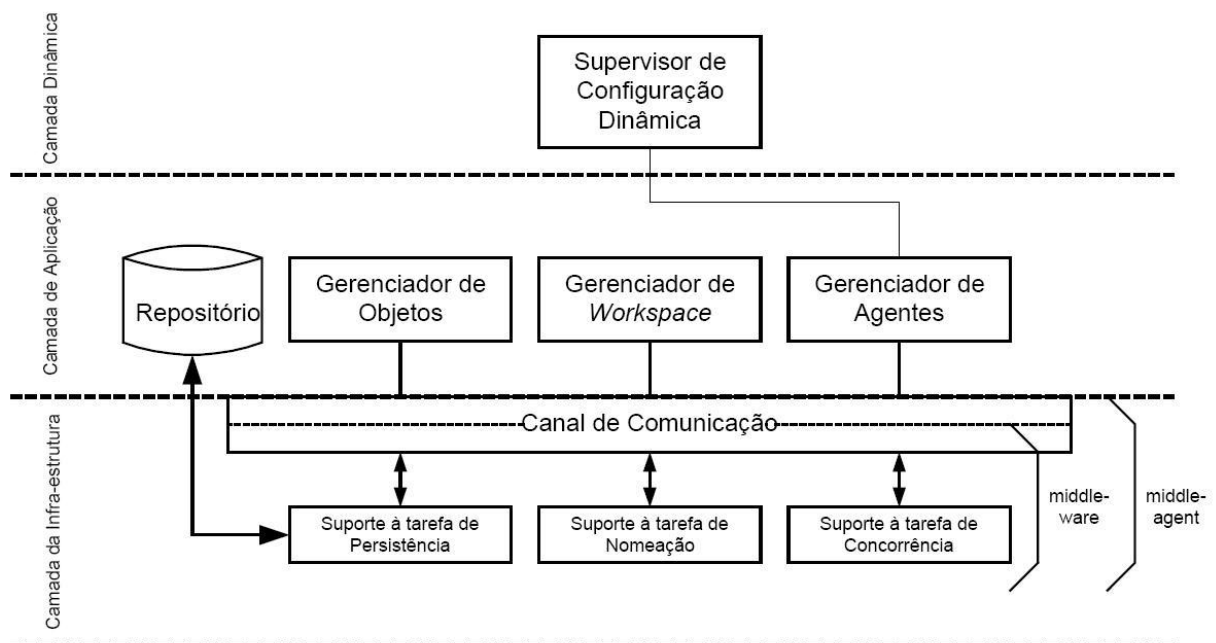 Camada Dinâmica
Supervisor de
Configuração
Dinâmica
Camada de Aplicação
Repositório
Gerenciador de
Objetos
Gerenciador de
Workspace
Gerenciador de
Agentes
Camada da Infra-estrutura
Canal de Comunicação
Suporte à tarefa de
Persistência
Suporte à tarefa de
Nomeação
Suporte à tarefa de
Concorrência
middle-
ware
middle-
agent